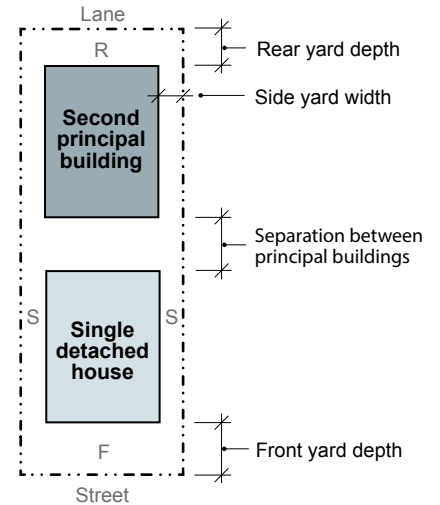 Lane
R
Rear yard depth
Side yard width
Second
principal
building
Separation between
principal buildings
S
S
Single
detached
house
F
Front yard depth
Street